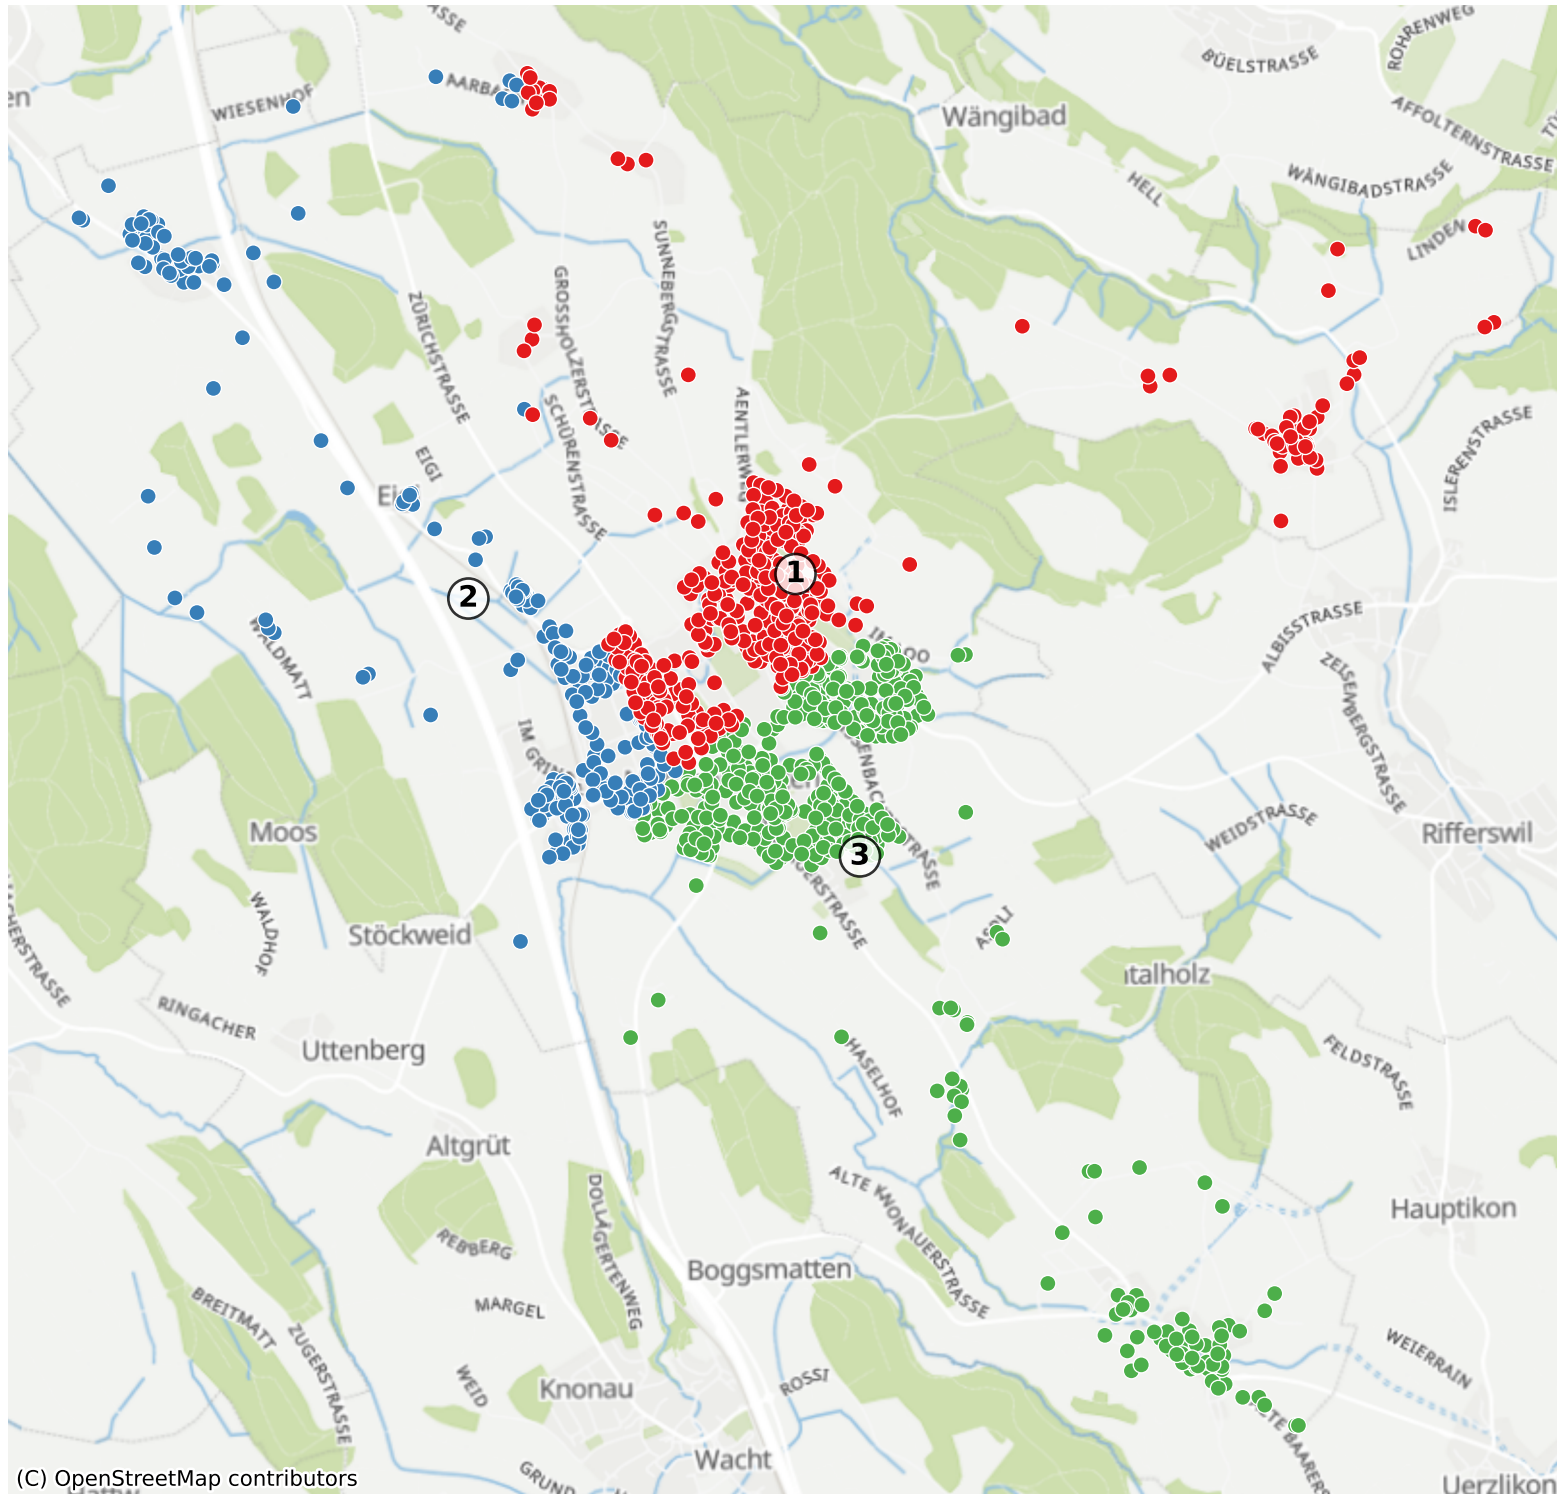 WIESENHOF
BÜELSTRASSE
ROHRENWEG
AFFOLTERNSTRASSE
Wängibad
WÄNGIBADSTRASSE
HELL
LINDEN
SUNNEBERGSTRASSE
GROSSHOLZERSTRASSE
ZÜRICHSTRASSE
SCHÜRENSTRASSE
AENTLERWEG
EIGI
ISLERENSTRASSE
1
2
ALBISSTRASSE
ZEISENBERGSTRASSE
WALDMATT
Moos
WEIDSTRASSE
Rifferswil
3
WALDHOF
Stöckweid
RINGACHER
Uttenberg
HASELHOF
FELDSTRASSE
Altgrüt
ALTE KNONAUERSTRASSE
Hauptikon
REBBERG
DOLLÄGERTENWEG
Boggsmatten
MARGEL
BREITMATT
ZUGERSTRASSE
WEID
Knonau
ROSSI
WEIERRAIN
Wacht
GRUND
Uerzlikon
(C) OpenStreetMap contributors